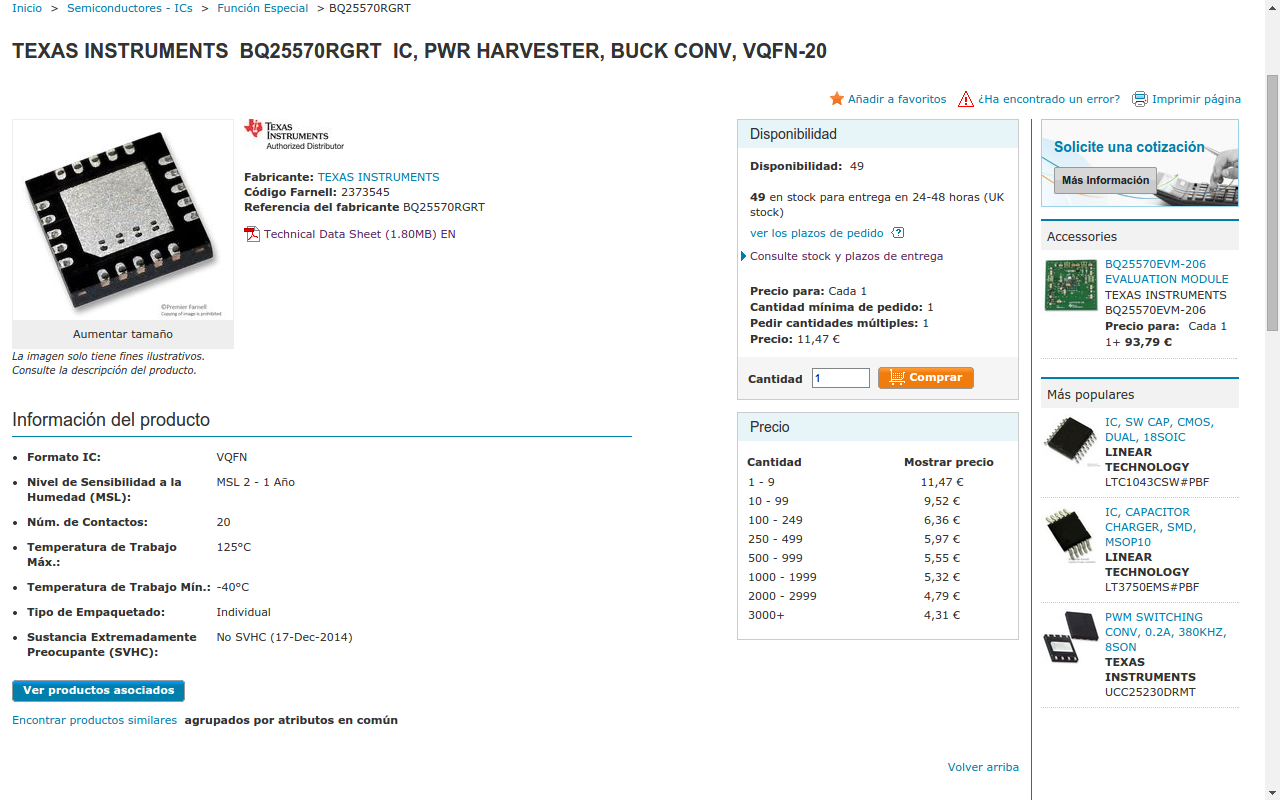 Inicio > Semiconductores - ICs > Función Especial > BQ25570RGRT
TEXAS INSTRUMENTS BQ25570RGRT IC, PWR HARVESTER, BUCK CONV, VQFN-20
Añadir a favoritos ¿Ha encontrado un error? Imprimir página
©Premier Farnell
Copying of image is prohibited
Aumentar tamaño
La imagen solo tiene fines ilustrativos.
Consulte la descripción del producto.
TEXAS
INSTRUMENTS
Authorized Distributor
Fabricante: TEXAS INSTRUMENTS
Código Farnell: 2373545
Referencia del fabricante BQ25570RGRT
Technical Data Sheet (1.80MB) EN
Información del producto
• Formato IC: VQFN
• Nivel de Sensibilidad a la MSL 2 - 1 Año
Humedad (MSL):
• Núm. de Contactos: 20
• Temperatura de Trabajo 125°C
Máx.:
• Temperatura de Trabajo Mín.: -40°C
• Tipo de Empaquetado: Individual
• Sustancia Extremadamente No SVHC (17-Dec-2014)
Preocupante (SVHC):
Ver productos asociados
Encontrar productos similares agrupados por atributos en común
Disponibilidad
Disponibilidad: 49
49 en stock para entrega en 24-48 horas (UK
stock)
ver los plazos de pedido ?
Consulte stock y plazos de entrega
Precio para: Cada 1
Cantidad mínima de pedido: 1
Pedir cantidades múltiples: 1
Precio: 11,47 €
Cantidad 1 Comprar
Precio
Cantidad Mostrar precio
1 - 9 11,47 €
10 - 99 9,52 €
100 - 249 6,36 €
250 - 499 5,97 €
500 - 999 5,55 €
1000 - 1999 5,32 €
2000 - 2999 4,79 €
3000+ 4,31 €
Volver arriba
Solicite una cotización
Más Información
Accessories
BQ25570EVM-206
EVALUATION MODULE
TEXAS INSTRUMENTS
BQ25570EVM-206
Precio para: Cada 1
1+ 93,79 €
Más populares
IC, SW CAP, CMOS,
DUAL, 18SOIC
LINEAR
TECHNOLOGY
LTC1043CSW#PBF
IC, CAPACITOR
CHARGER, SMD,
MSOP10
LINEAR
TECHNOLOGY
LT3750EMS#PBF
PWM SWITCHING
CONV, 0.2A, 380KHZ,
8SON
TEXAS
INSTRUMENTS
UCC25230DRMT